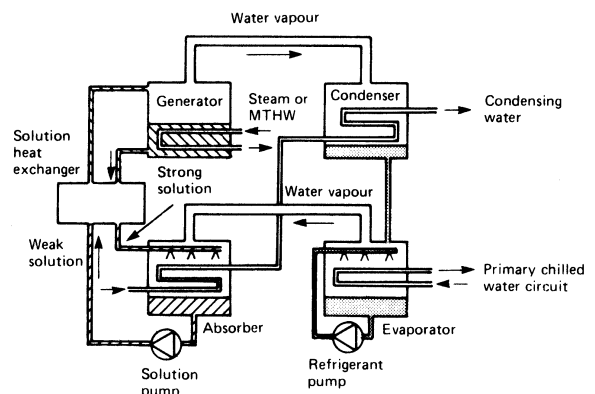 Water vapour
Generator
Steam or
MTHW
Condenser
Condensing
water
Solution
heat
exchanger
Strong
solution
Water vapour
Weak
solution
Primary chilled
water circuit
Absorber
Evaporator
Solution
pump
Refrigerant
pump